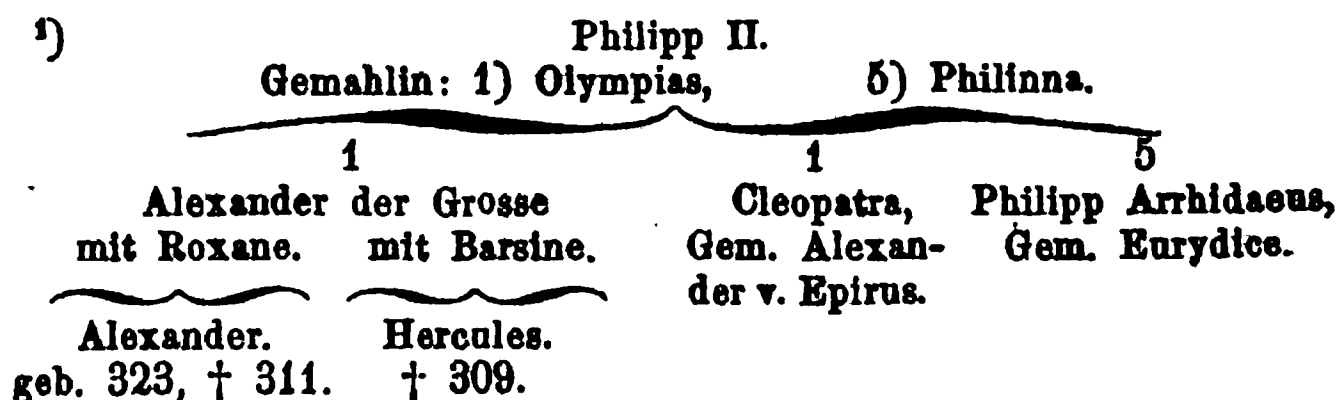 ¹) Philipp II.
Gemahlin: 1) Olympias, 5) Philinna.
1 1 5
Alexander der Grosse Cleopatra, Philipp Arrhidaeus,
mit Roxane. mit Barsine. Gem. Alexan- Gem. Eurydice.
der v. Epirus.
Alexander. Hercules.
geb. 323, † 311. † 309.